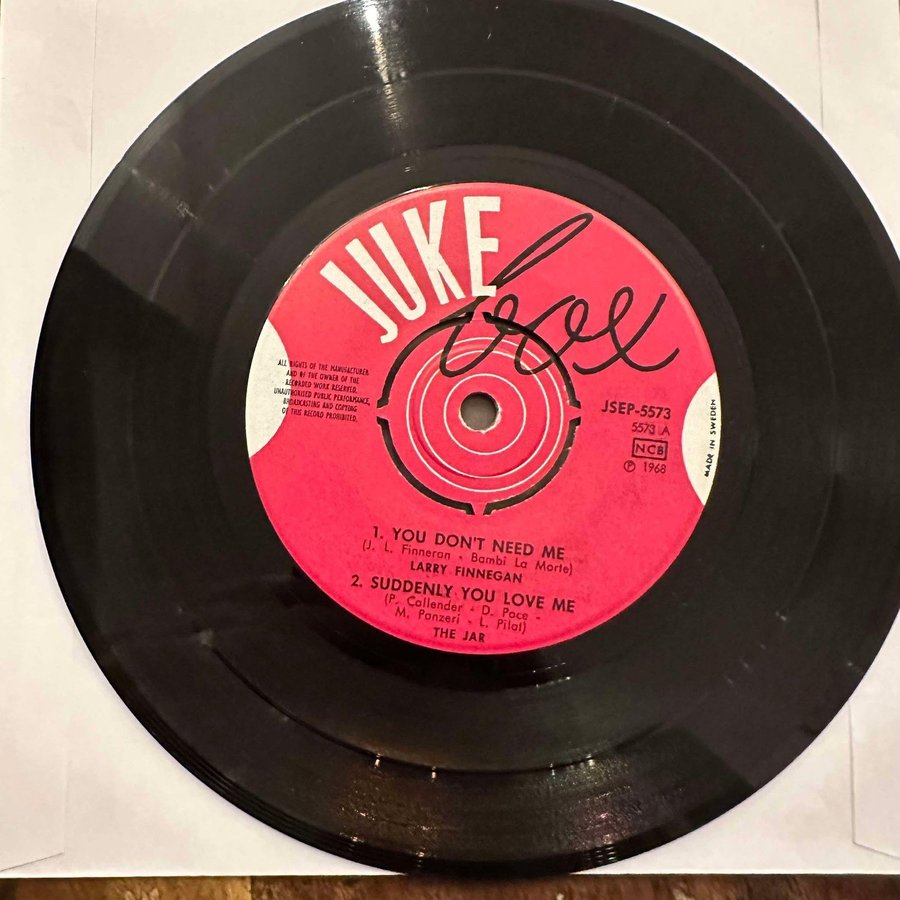 JUKE box
ALL RIGHTS OF THE MANUFACTURER
AND OF THE OWNER OF THE
RECORDED WORK RESERVED.
UNAUTHORISED PUBLIC PERFORMANCE,
BROADCASTING AND COPYING
OF THIS RECORD PROHIBITED.
JSEP-5573
5573 A
NCB
℗ 1968
MADE IN SWEDEN
1. YOU DON'T NEED ME
(J. L. Finneran - Bambi La Morte)
LARRY FINNEGAN
2. SUDDENLY YOU LOVE ME
(P. Callender - D. Pace -
M. Panzeri - L. Pilat)
THE JAR